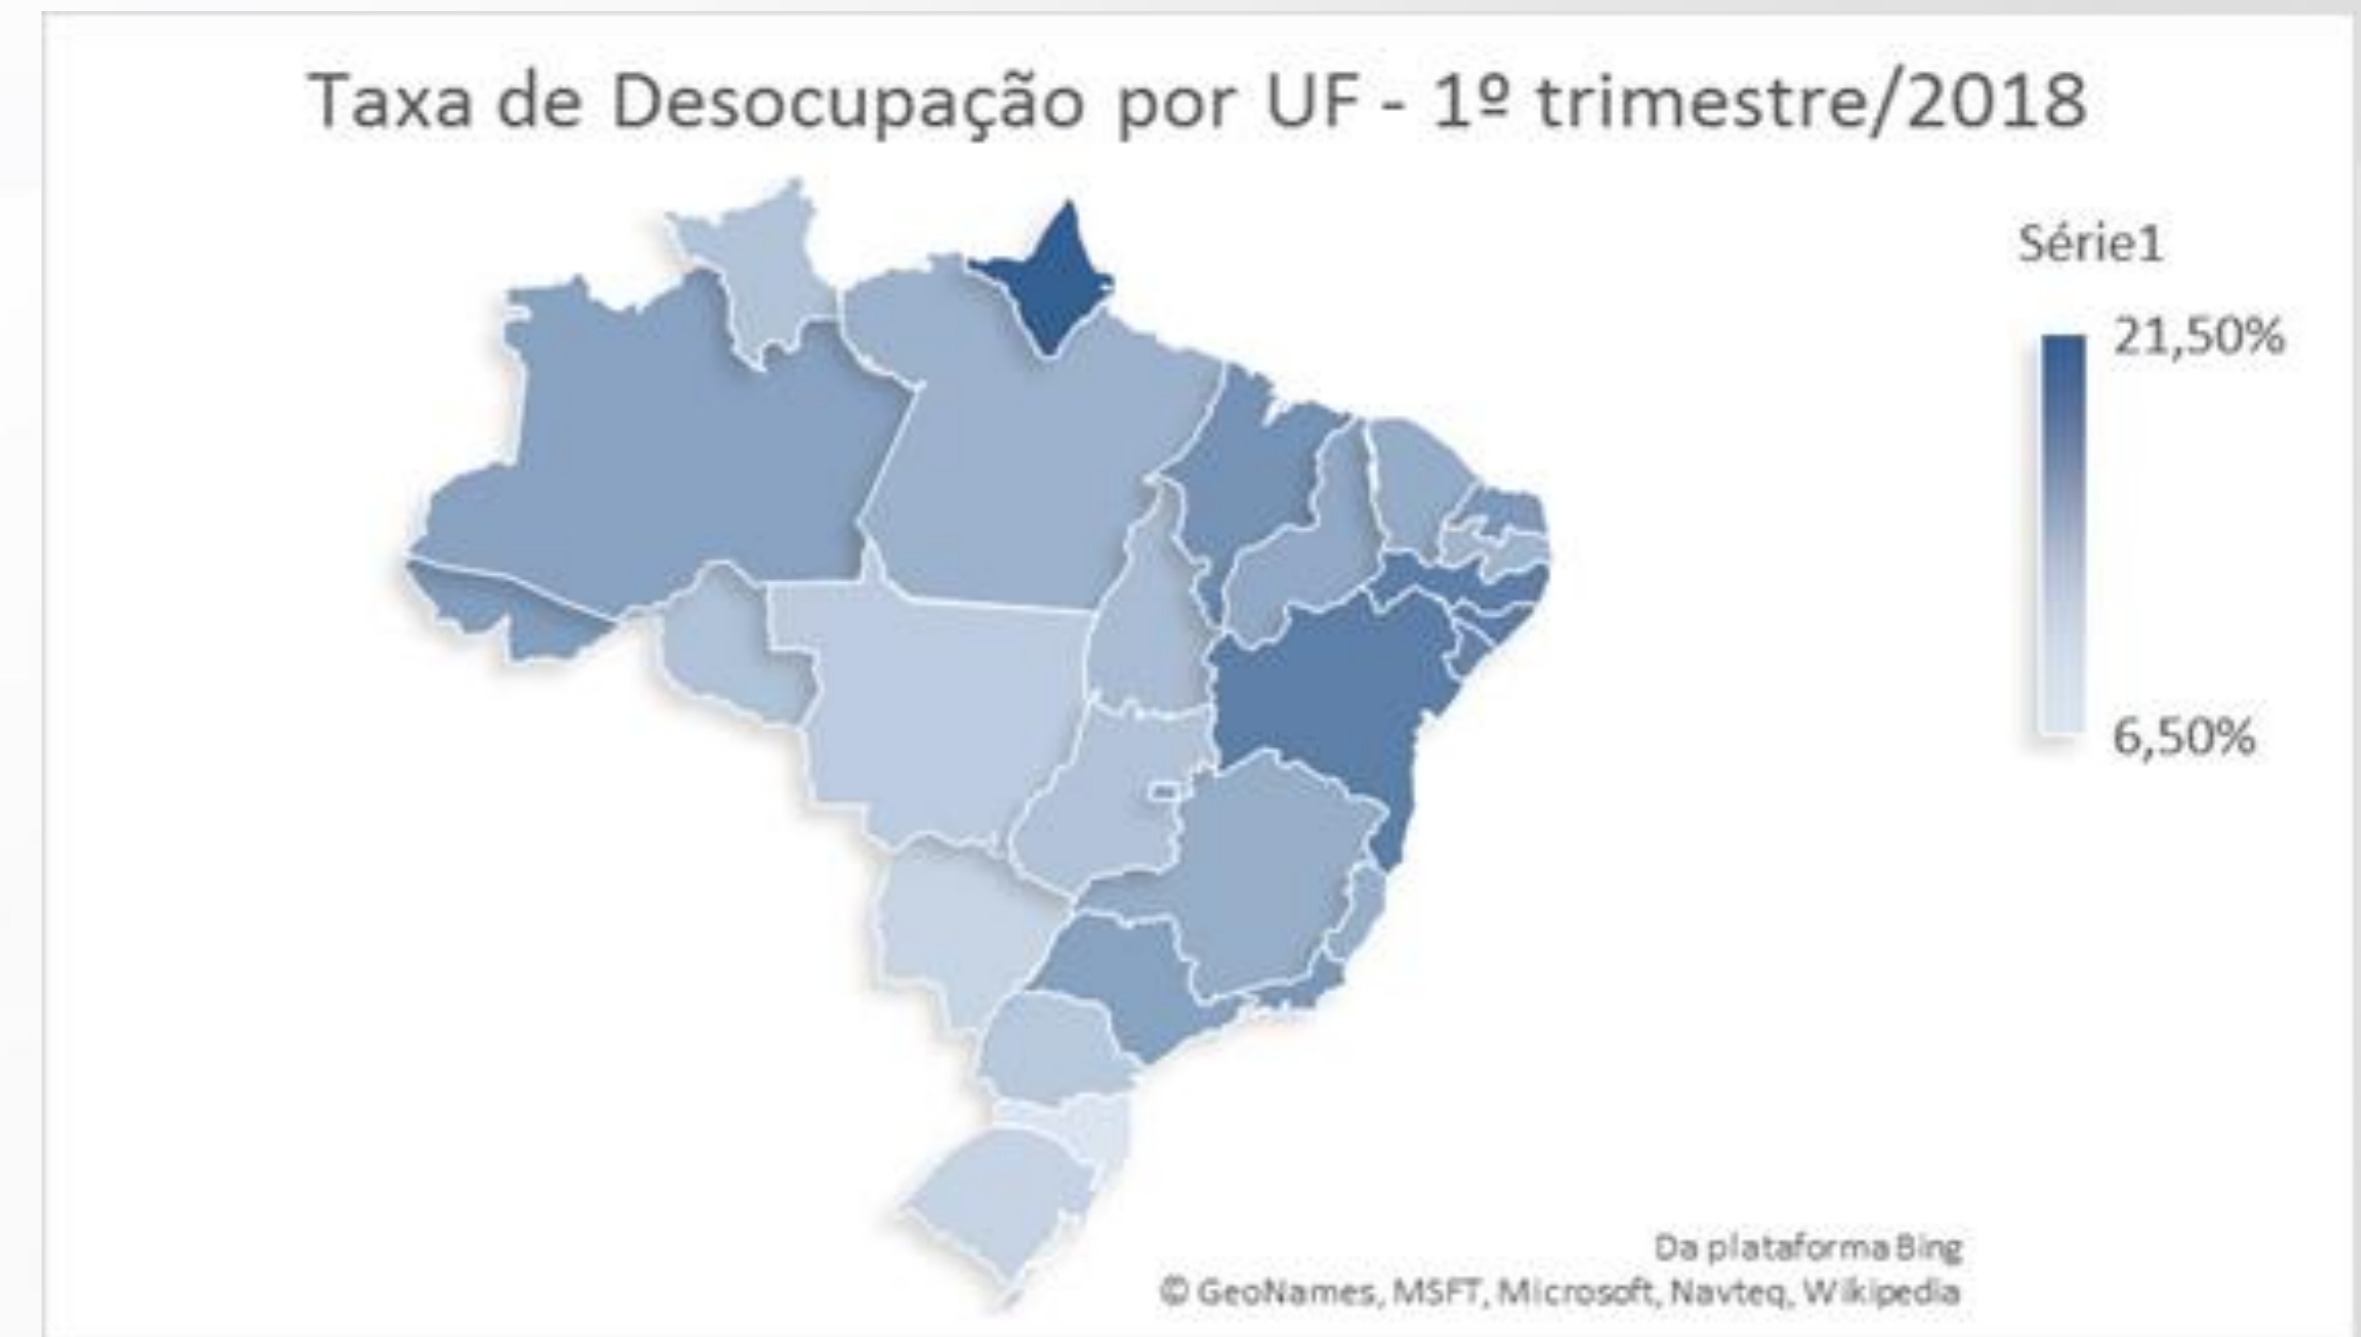 Taxa de Desocupação por UF - 1º trimestre/2018
Série1
21,50%
6,50%
Da plataforma Bing
© GeoNames, MSFT, Microsoft, Navteq, Wikipedia